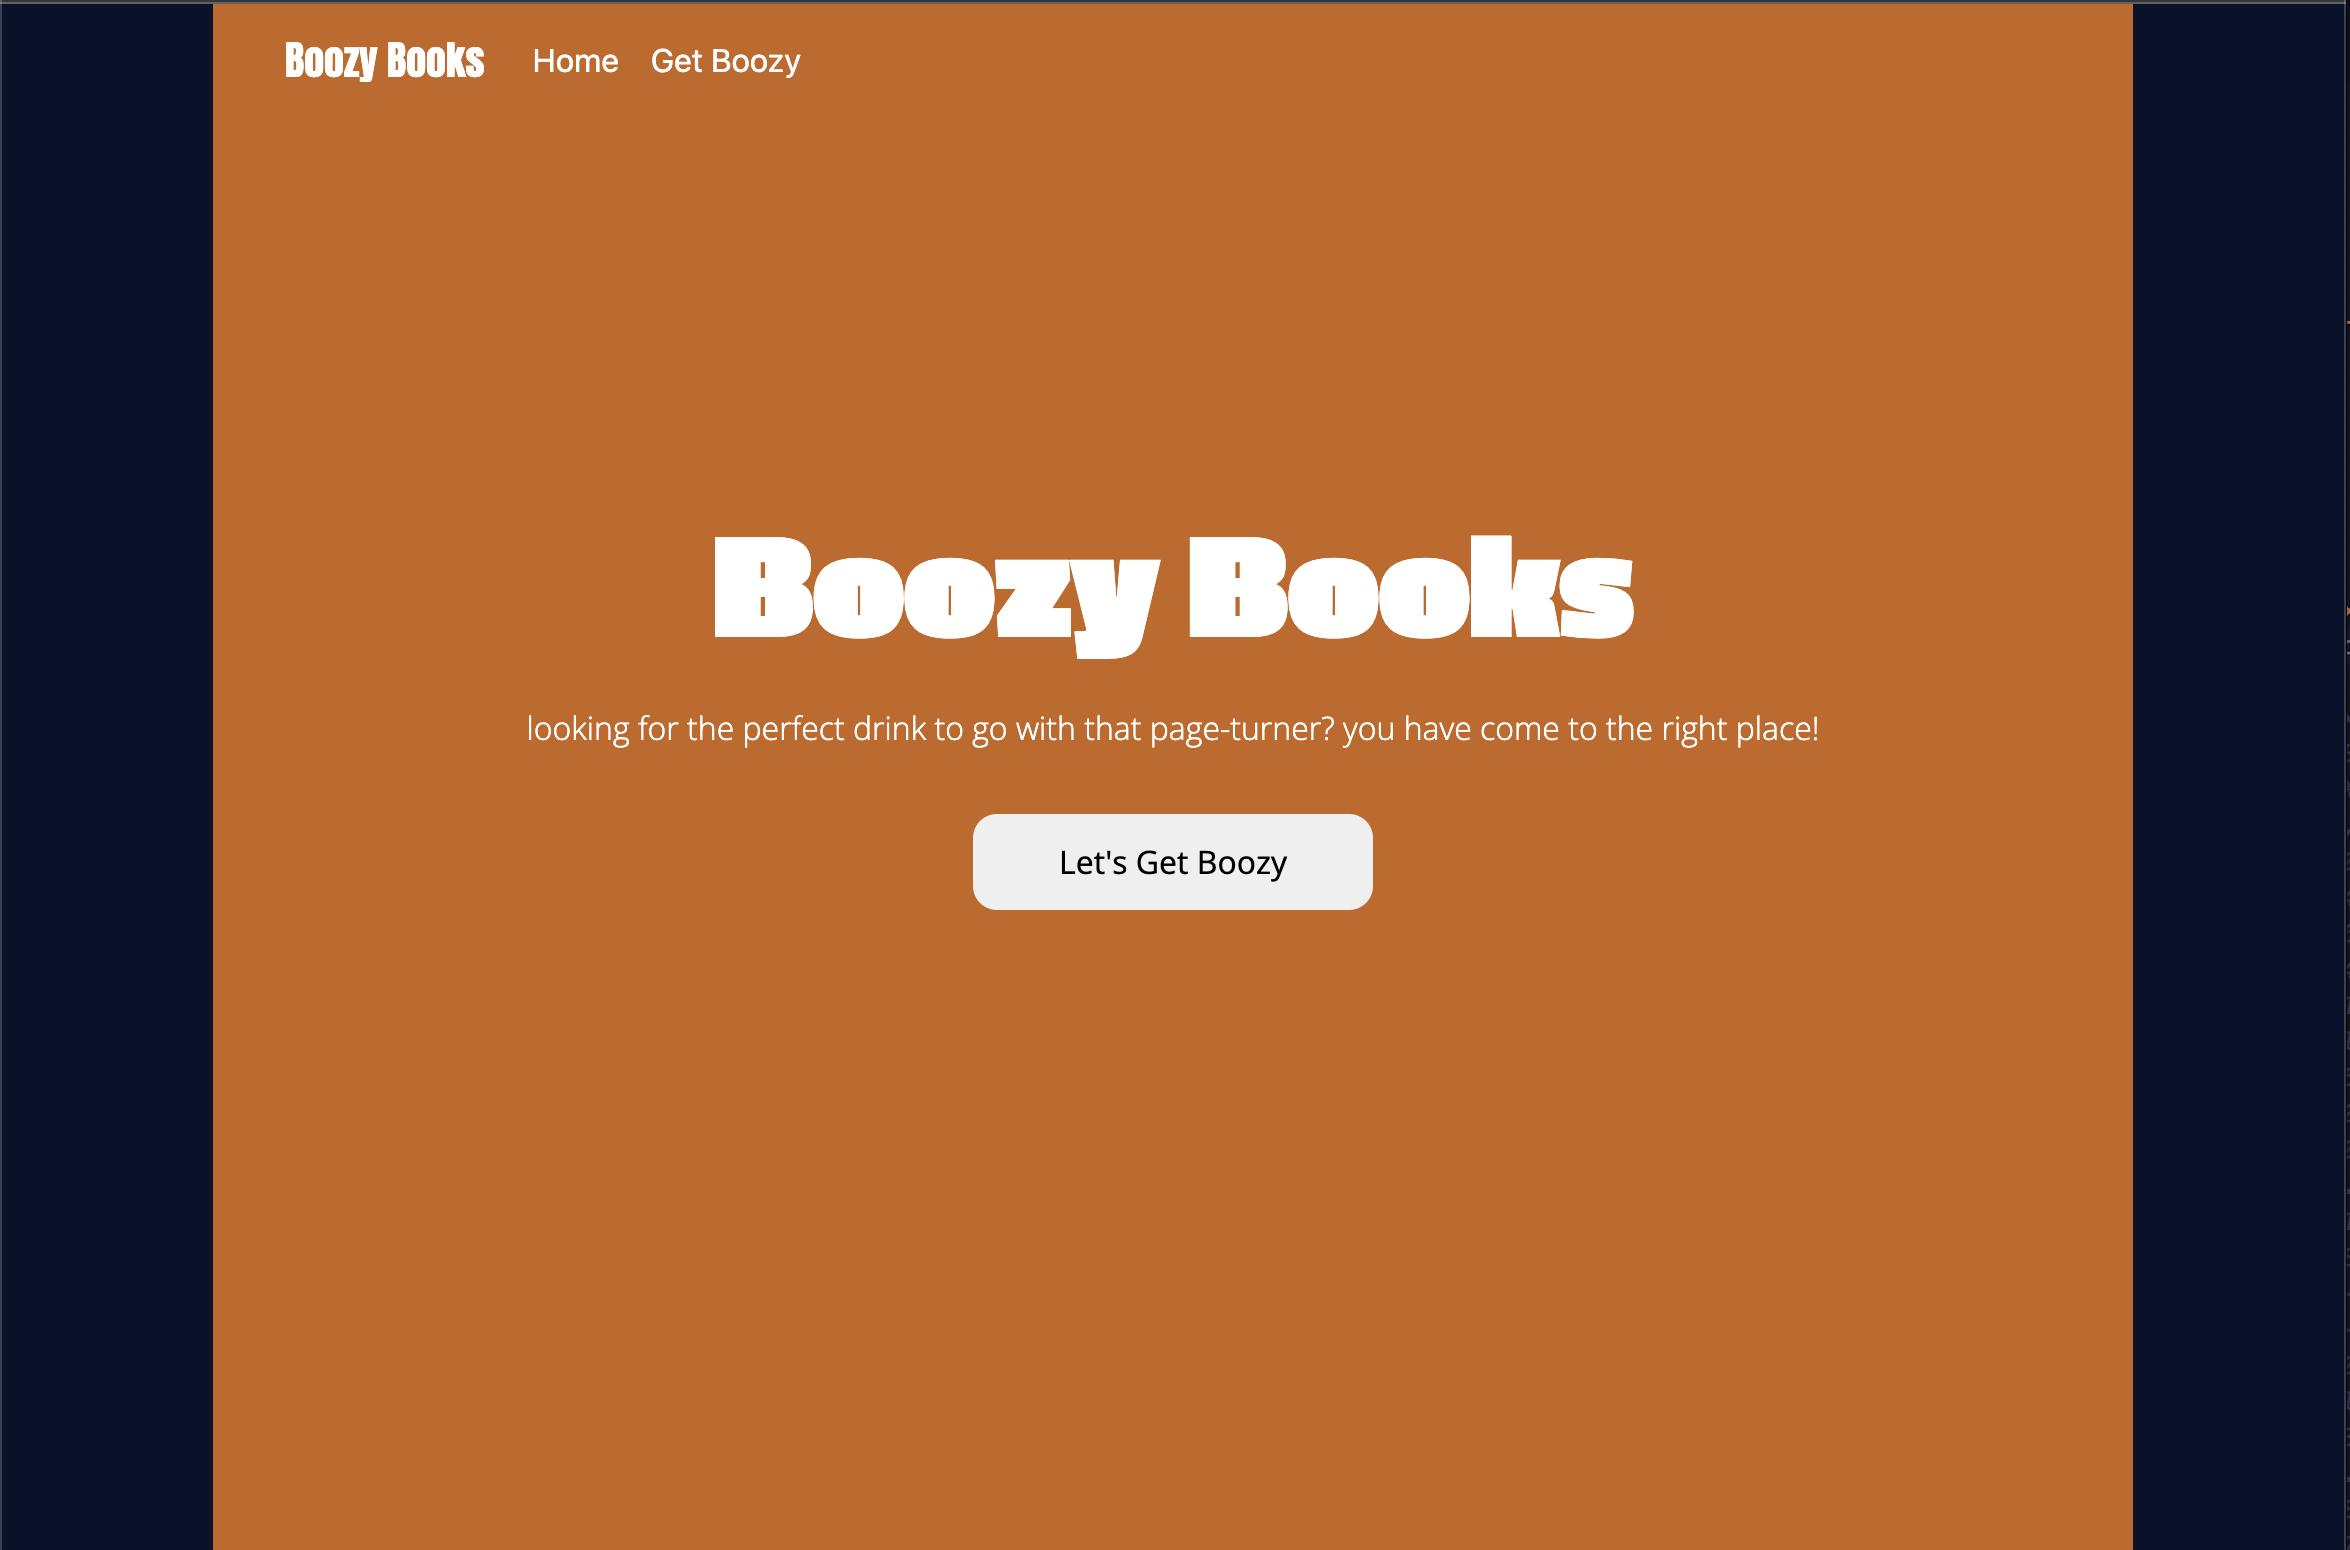 Boozy Books Home Get Boozy
Boozy Books
looking for the perfect drink to go with that page-turner? you have come to the right place!
Let's Get Boozy